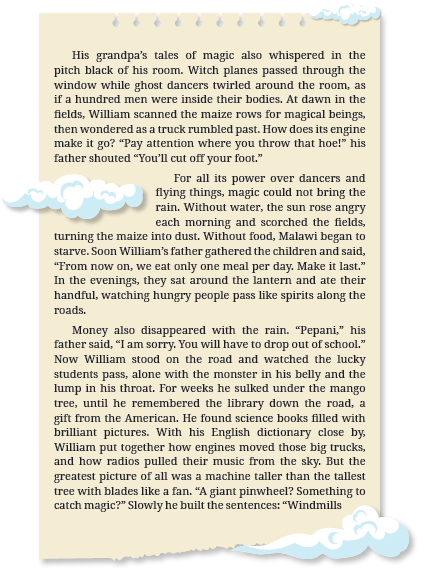 His grandpa's tales of magic also whispered in the
pitch black of his room. Witch planes passed through the
window while ghost dancers twirled around the room, as
if a hundred men were inside their bodies. At dawn in the
fields, William scanned the maize rows for magical beings,
then wondered as a truck rumbled past. How does its engine
make it go? “Pay attention where you throw that hoe!” his
father shouted “You'll cut off your foot.”
For all its power over dancers and
flying things, magic could not bring the
rain. Without water, the sun rose angry
each morning and scorched the fields,
turning the maize into dust. Without food, Malawi began to
starve. Soon William's father gathered the children and said,
“From now on, we eat only one meal per day. Make it last.”
In the evenings, they sat around the lantern and ate their
handful, watching hungry people pass like spirits along the
roads.
Money also disappeared with the rain. “Pepani,” his
father said, “I am sorry. You will have to drop out of school.”
Now William stood on the road and watched the lucky
students pass, alone with the monster in his belly and the
lump in his throat. For weeks he sulked under the mango
tree, until he remembered the library down the road, a
gift from the American. He found science books filled with
brilliant pictures. With his English dictionary close by,
William put together how engines moved those big trucks,
and how radios pulled their music from the sky. But the
greatest picture of all was a machine taller than the tallest
tree with blades like a fan. “A giant pinwheel? Something to
catch magic?” Slowly he built the sentences: “Windmills